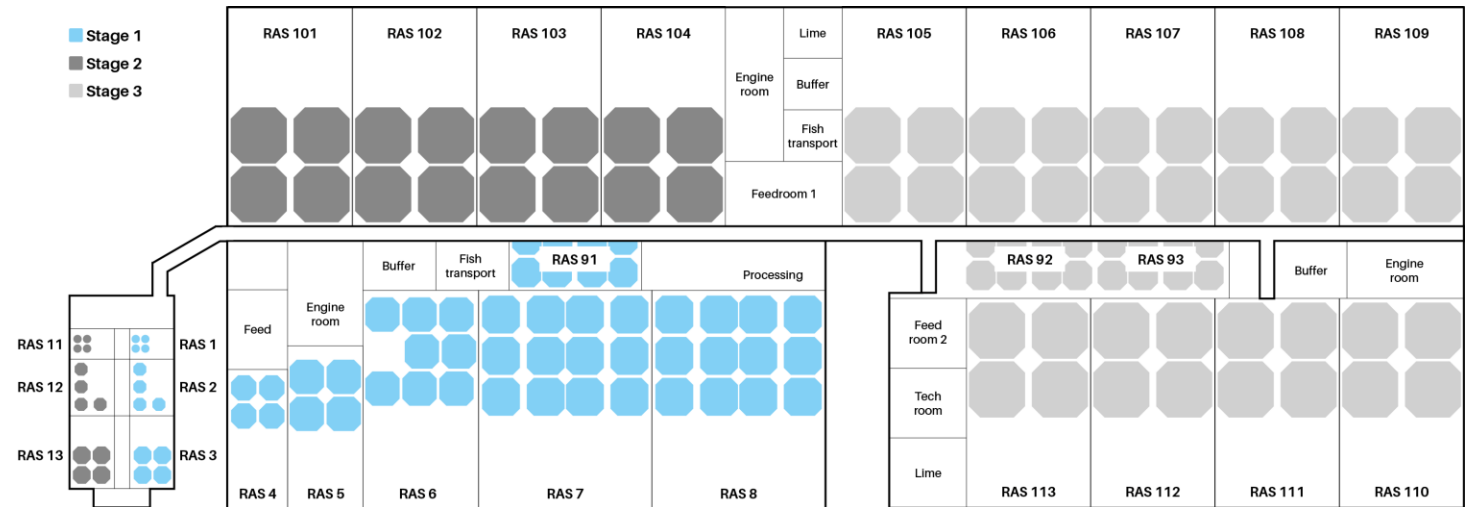 Stage 1
Stage 2
Stage 3
RAS 101
RAS 102
RAS 103
RAS 104
Engine
room
Lime
Buffer
Fish
transport
Feedroom 1
RAS 105
RAS 106
RAS 107
RAS 108
RAS 109
Buffer
Fish
transport
RAS 91
Processing
RAS 92
RAS 93
Buffer
Engine
room
Feed
Engine
room
RAS 11
RAS 1
RAS 12
RAS 2
RAS 13
RAS 3
RAS 4
RAS 5
RAS 6
RAS 7
RAS 8
Feed
room 2
Tech
room
Lime
RAS 113
RAS 112
RAS 111
RAS 110